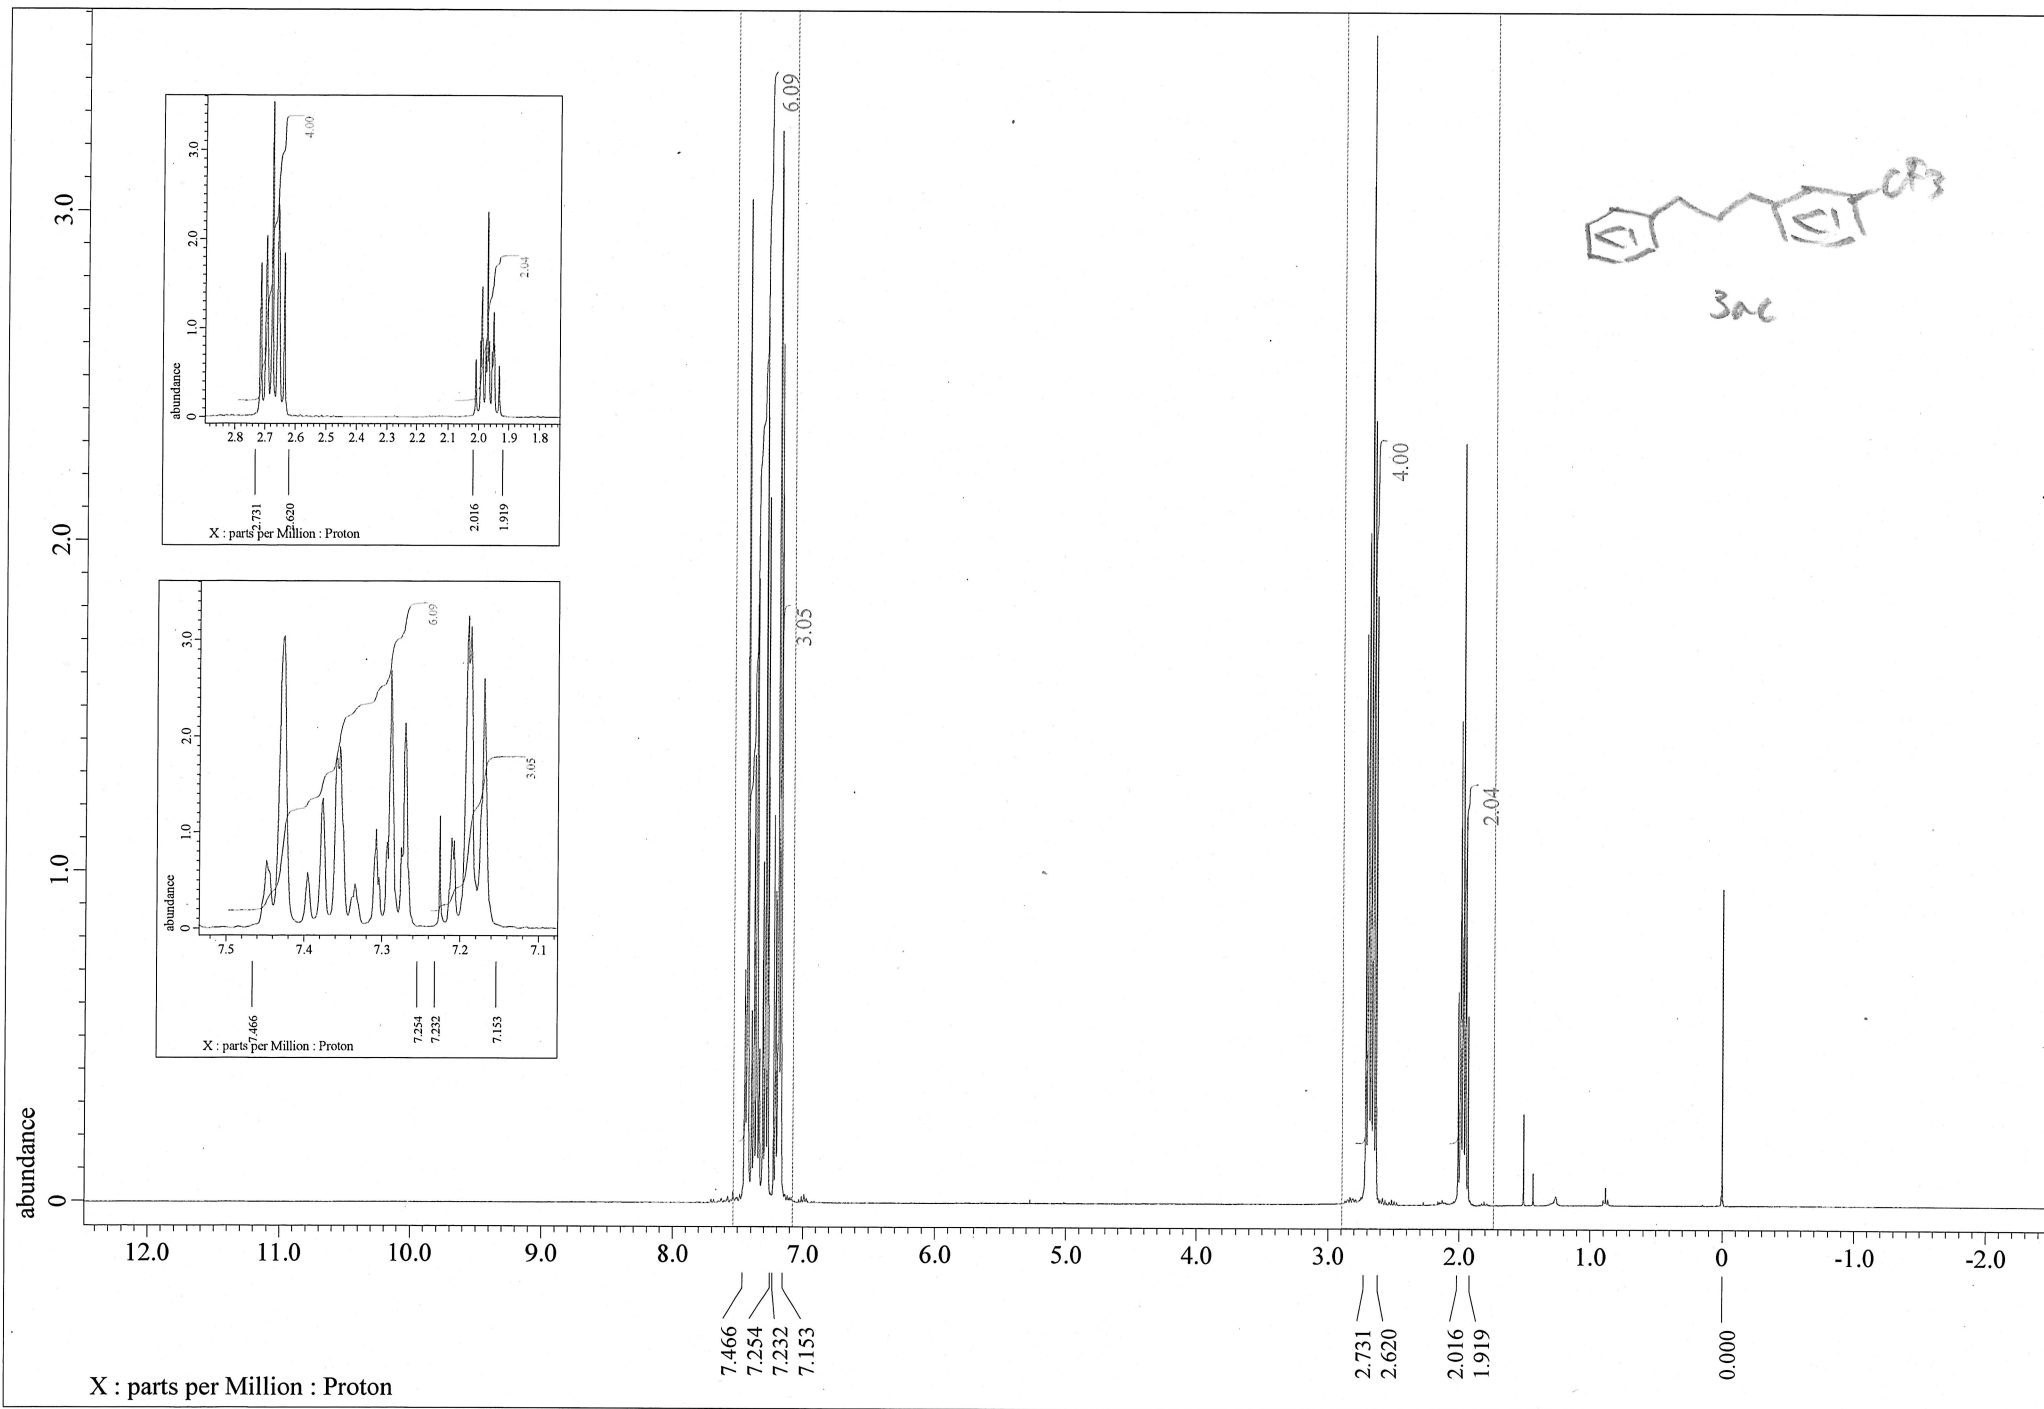 abundance
3.0
2.0
1.0
0
4.00
2.04
2.8 2.7 2.6 2.5 2.4 2.3 2.2 2.1 2.0 1.9 1.8
2.731 2.620 2.016 1.919
X : parts per Million : Proton
abundance
3.0
2.0
1.0
0
6.09
3.05
7.5 7.4 7.3 7.2 7.1
7.466 7.254 7.232 7.153
X : parts per Million : Proton
CF3
3ac
abundance
3.0
2.0
1.0
0
6.09
3.05
4.00
2.04
12.0 11.0 10.0 9.0 8.0 7.0 6.0 5.0 4.0 3.0 2.0 1.0 0 -1.0 -2.0
7.466 7.254 7.232 7.153 2.731 2.620 2.016 1.919 0.000
X : parts per Million : Proton